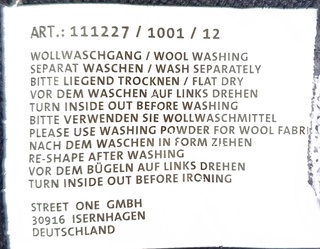 ART.: 111227 / 1001 / 12
WOLLWASCHGANG / WOOL WASHING
SEPARAT WASCHEN / WASH SEPARATELY
BITTE LIEGEND TROCKNEN / FLAT DRY
VOR DEM WASCHEN AUF LINKS DREHEN
TURN INSIDE OUT BEFORE WASHING
BITTE VERWENDEN SIE WOLLWASCHMITTEL
PLEASE USE WASHING POWDER FOR WOOL FABRI
NACH DEM WASCHEN IN FORM ZIEHEN
RE-SHAPE AFTER WASHING
VOR DEM BÜGELN AUF LINKS DREHEN
TURN INSIDE OUT BEFORE IRONING
STREET ONE GMBH
30916 ISERNHAGEN
DEUTSCHLAND